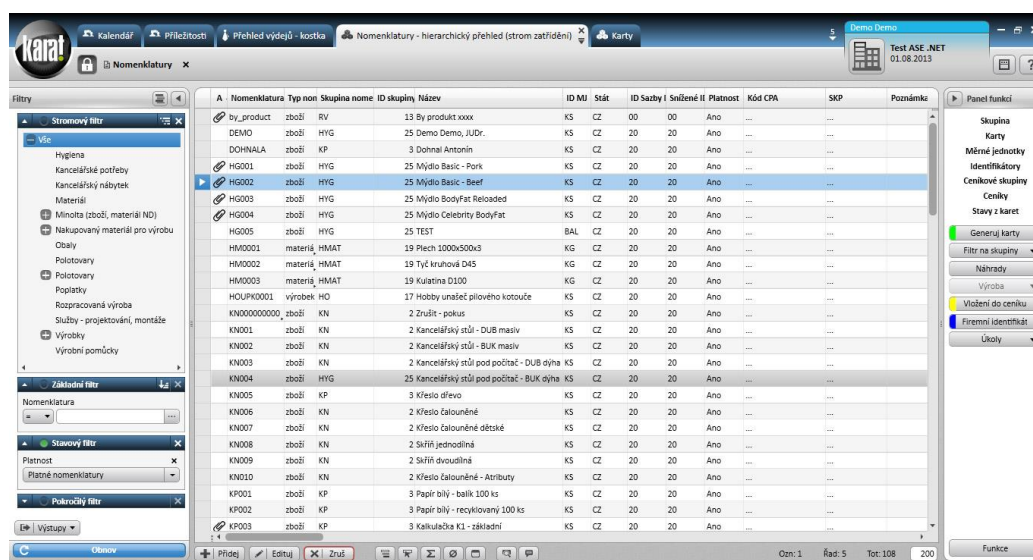 karat
Kalendář
Příležitosti
Přehled výdejů - kostka
Nomenklatury - hierarchický přehled (strom zatřídění)
Karty
Demo Demo
Test ASE .NET
01.08.2013
Nomenklatury
Filtry
Stromový filtr
Vše
Hygiena
Kancelářské potřeby
Kancelářský nábytek
Materiál
Minolta (zboží, materiál ND)
Nakupovaný materiál pro výrobu
Obaly
Polotovary
Polotovary
Poplatky
Rozpracovaná výroba
Služby - projektování, montáže
Výrobky
Výrobní pomůcky
Základní filtr
Nomenklatura
=
Stavový filtr
Platnost
Platné nomenklatury
Pokročilý filtr
Výstupy
Obnov
A Nomenklatura Typ nom Skupina nome ID skupiny Název ID MJ Stát ID Sazby Snížené Platnost Kód CPA SKP Poznámka
by_product zboží RV 13 By produkt xxxx KS CZ 00 00 Ano ... ...
DEMO zboží HYG 25 Demo Demo, JUDr. KS CZ 20 20 Ano ... ...
DOHNALA zboží KP 3 Dohnal Antonín KS CZ 20 20 Ano ... ...
HG001 zboží HYG 25 Mýdlo Basic - Pork KS CZ 20 20 Ano ... ...
HG002 zboží HYG 25 Mýdlo Basic - Beef KS CZ 20 20 Ano ... ...
HG003 zboží HYG 25 Mýdlo BodyFat Reloaded KS CZ 20 20 Ano ... ...
HG004 zboží HYG 25 Mýdlo Celebrity BodyFat KS CZ 20 20 Ano ... ...
HG005 zboží HYG 25 TEST BAL CZ 20 20 Ano ... ...
HM0001 materiá HMAT 19 Plech 1000x500x3 KG CZ 20 20 Ano ... ...
HM0002 materiá HMAT 19 Tyč kruhová D45 KG CZ 20 20 Ano ... ...
HM0003 materiá HMAT 19 Kulatina D100 KG CZ 20 20 Ano ... ...
HOUPK0001 výrobek HO 17 Hobby unašeč pilového kotouče KS CZ 20 20 Ano ... ...
KN000000000 zboží KN 2 Zrušit - pokus KS CZ 20 20 Ano ... ...
KN001 zboží KN 2 Kancelářský stůl - DUB masiv KS CZ 20 20 Ano ... ...
KN002 zboží KN 2 Kancelářský stůl - BUK masiv KS CZ 20 20 Ano ... ...
KN003 zboží KN 2 Kancelářský stůl pod počítač - DUB dýha KS CZ 20 20 Ano ... ...
KN004 zboží HYG 25 Kancelářský stůl pod počítač - BUK dýha KS CZ 20 20 Ano ... ...
KN005 zboží KP 3 Křeslo dřevo KS CZ 20 20 Ano ... ...
KN006 zboží KN 2 Křeslo čalouněné KS CZ 20 20 Ano ... ...
KN007 zboží KN 2 Křeslo čalouněné dětské KS CZ 20 20 Ano ... ...
KN008 zboží KN 2 Skříň jednodílná KS CZ 20 20 Ano ... ...
KN009 zboží KN 2 Skříň dvoudílná KS CZ 20 20 Ano ... ...
KN010 zboží KN 2 Křeslo čalouněné - Atributy KS CZ 20 20 Ano ... ...
KP001 zboží KP 3 Papír bílý - balík 100 ks KS CZ 20 20 Ano ... ...
KP002 zboží KP 3 Papír bílý - recyklovaný 100 ks KS CZ 20 20 Ano ... ...
KP003 zboží KP 3 Kalkulačka K1 - základní KS CZ 20 20 Ano ... ...
Přidej Edituj Zruš
Ozn: 1 Řad: 5 Tot: 108 200
Panel funkcí
Skupina
Karty
Měrné jednotky
Identifikátory
Ceníkové skupiny
Ceníky
Stavy z karet
Generuj karty
Filtr na skupiny
Náhrady
Výroba
Vložení do ceníku
Firemní identifikát
Úkoly
Funkce